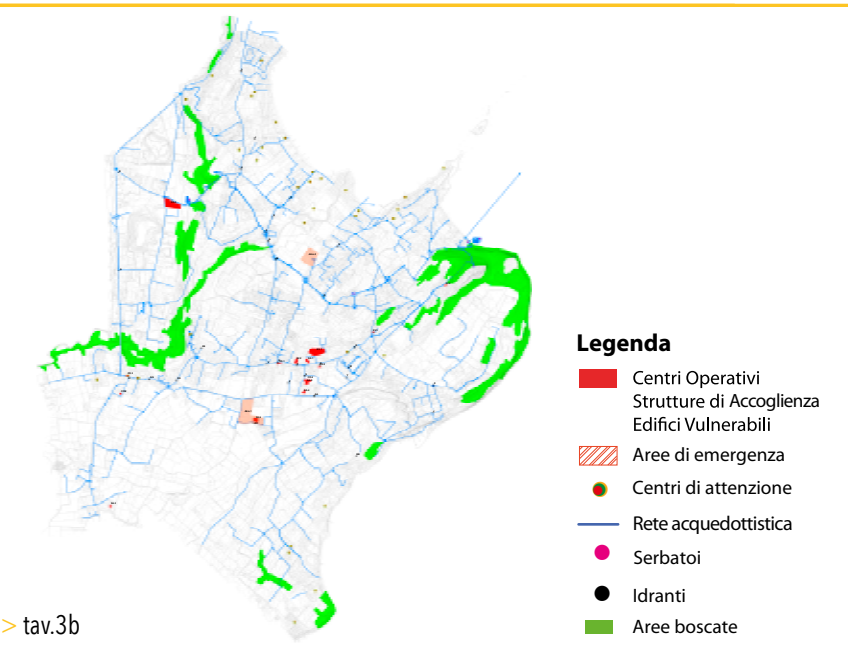 Legenda
Centri Operativi
Strutture di Accoglienza
Edifici Vulnerabili
Aree di emergenza
Centri di attenzione
Rete acquedottistica
Serbatoi
Idranti
Aree boscate
> tav.3b